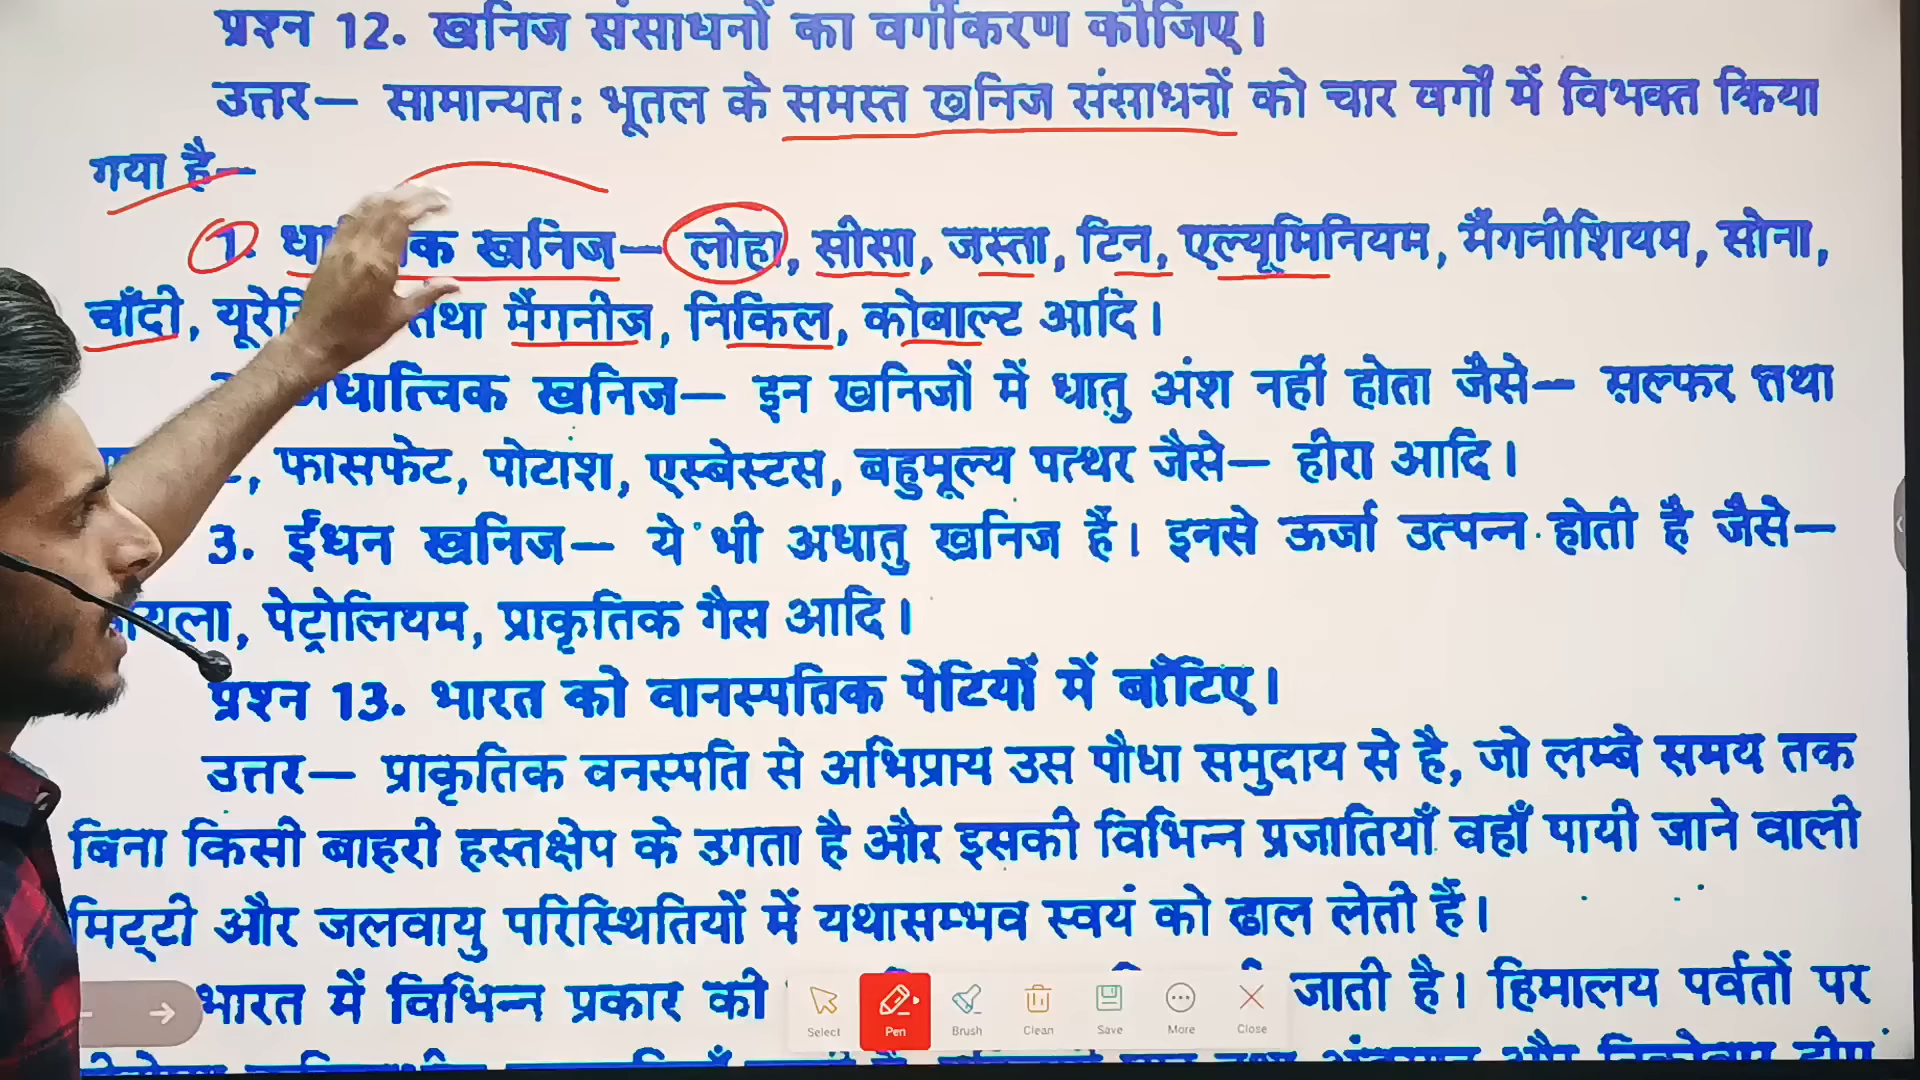 प्रश्न 12. खनिज संसाधनों का वर्गीकरण कीजिए।
उत्तर— सामान्यतः भूतल के समस्त खनिज संसाधनों को चार वर्गों में विभक्त किया
गया है—
1. खनिज— लोहा, सीसा, जस्ता, टिन, एल्यूमिनियम, मैंगनीशियम, सोना,
चाँदी, तथा मैंगनीज, निकिल, कोबाल्ट आदि।
खनिज— इन खनिजों में धातु अंश नहीं होता जैसे— सल्फर तथा
फासफेट, पोटाश, एस्बेस्टस, बहुमूल्य पत्थर जैसे— हीरा आदि।
3. ईंधन खनिज— ये भी अधातु खनिज हैं। इनसे ऊर्जा उत्पन्न होती है जैसे—
पेट्रोलियम, प्राकृतिक गैस आदि।
प्रश्न 13. भारत को वानस्पतिक पेटियों में बाँटिए।
उत्तर— प्राकृतिक वनस्पति से अभिप्राय उस पौधा समुदाय से है, जो लम्बे समय तक
बिना किसी बाहरी हस्तक्षेप के उगता है और इसकी विभिन्न प्रजातियाँ वहाँ पायी जाने वाली
मिट्टी और जलवायु परिस्थितियों में यथासम्भव स्वयं को ढाल लेती हैं।
भारत में विभिन्न प्रकार की जाती है। हिमालय पर्वतों पर
Select Pen Brush Clean Save More Close